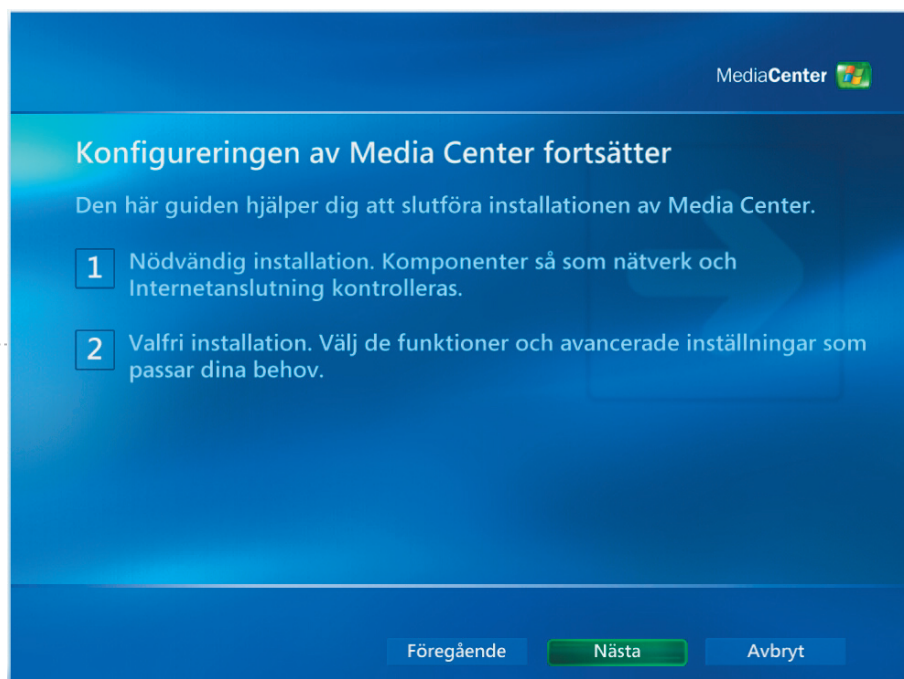 MediaCenter
Konfigureringen av Media Center fortsätter
Den här guiden hjälper dig att slutföra installationen av Media Center.
1 Nödvändig installation. Komponenter så som nätverk och
Internetanslutning kontrolleras.
2 Valfri installation. Välj de funktioner och avancerade inställningar som
passar dina behov.
Föregående Nästa Avbryt